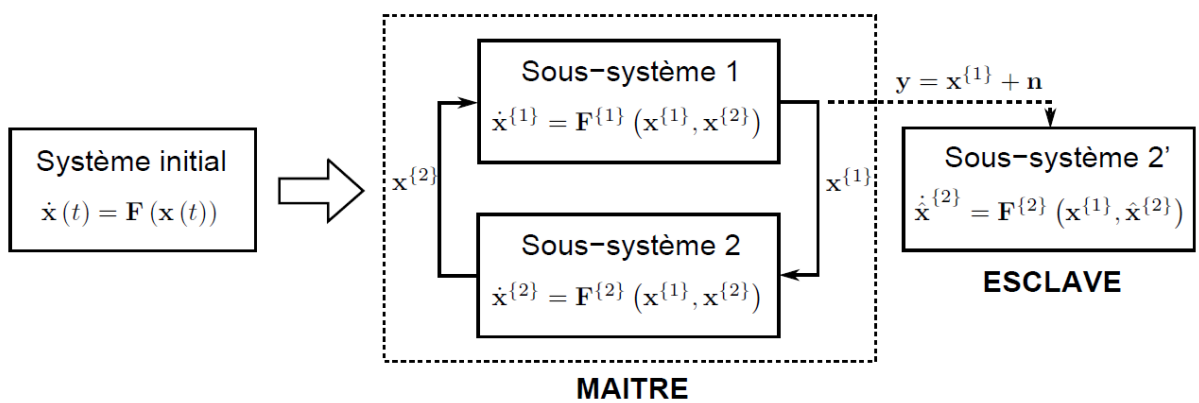 Système initial
ẋ (t) = F (x (t))
x^{2}
Sous−système 1
ẋ^{1} = F^{1} (x^{1}, x^{2})
Sous−système 2
ẋ^{2} = F^{2} (x^{1}, x^{2})
x^{1}
MAITRE
y = x^{1} + n
Sous−système 2'
x̂̇^{2} = F^{2} (x^{1}, x̂^{2})
ESCLAVE